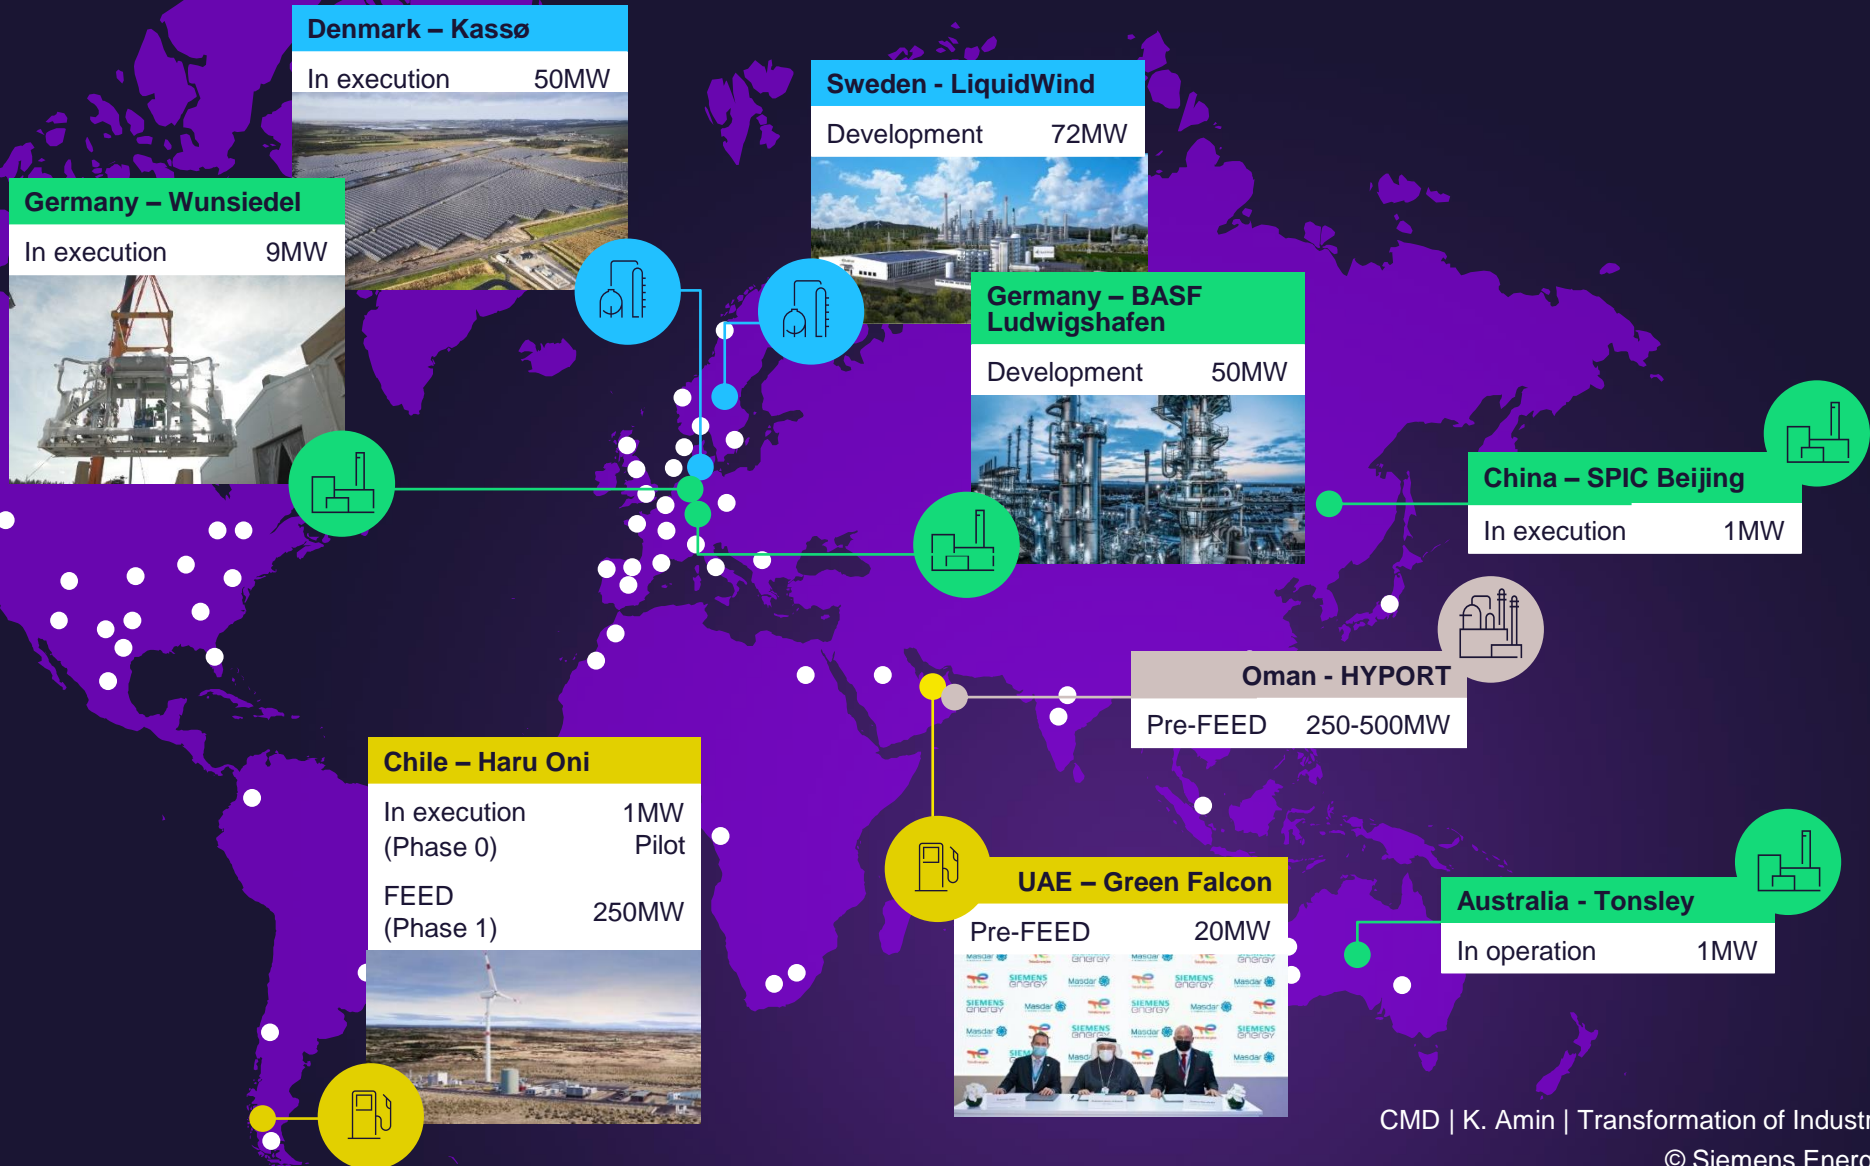 Denmark – Kassø
In execution 50MW
Sweden - LiquidWind
Development 72MW
Germany – Wunsiedel
In execution 9MW
Germany – BASF
Ludwigshafen
Development 50MW
China – SPIC Beijing
In execution 1MW
Oman - HYPORT
Pre-FEED 250-500MW
Chile – Haru Oni
In execution 1MW
(Phase 0) Pilot
FEED
(Phase 1) 250MW
UAE – Green Falcon
Pre-FEED 20MW
SIEMENS
energy
Masdar
Australia - Tonsley
In operation 1MW
CMD | K. Amin | Transformation of Industr
© Siemens Energ